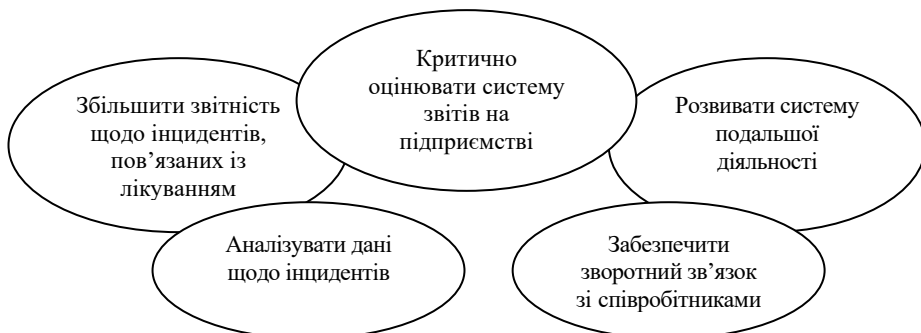 Критично
оцінювати систему
звітів на
підприємстві
Збільшити звітність
щодо інцидентів,
пов’язаних із
лікуванням
Розвивати систему
подальшої
діяльності
Аналізувати дані
щодо інцидентів
Забезпечити
зворотний зв’язок
зі співробітниками